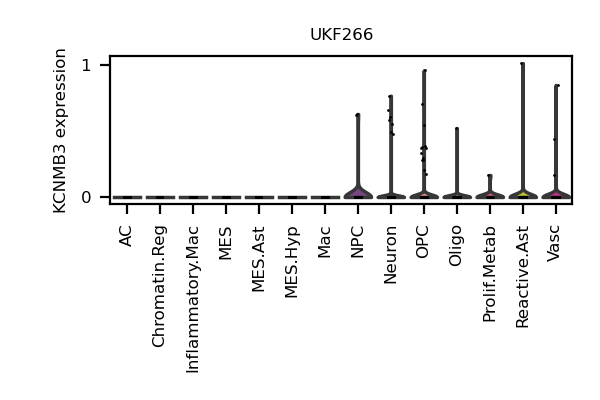 UKF266
KCNMB3 expression
1
0
AC
Chromatin.Reg
Inflammatory.Mac
MES
MES.Ast
MES.Hyp
Mac
NPC
Neuron
OPC
Oligo
Prolif.Metab
Reactive.Ast
Vasc